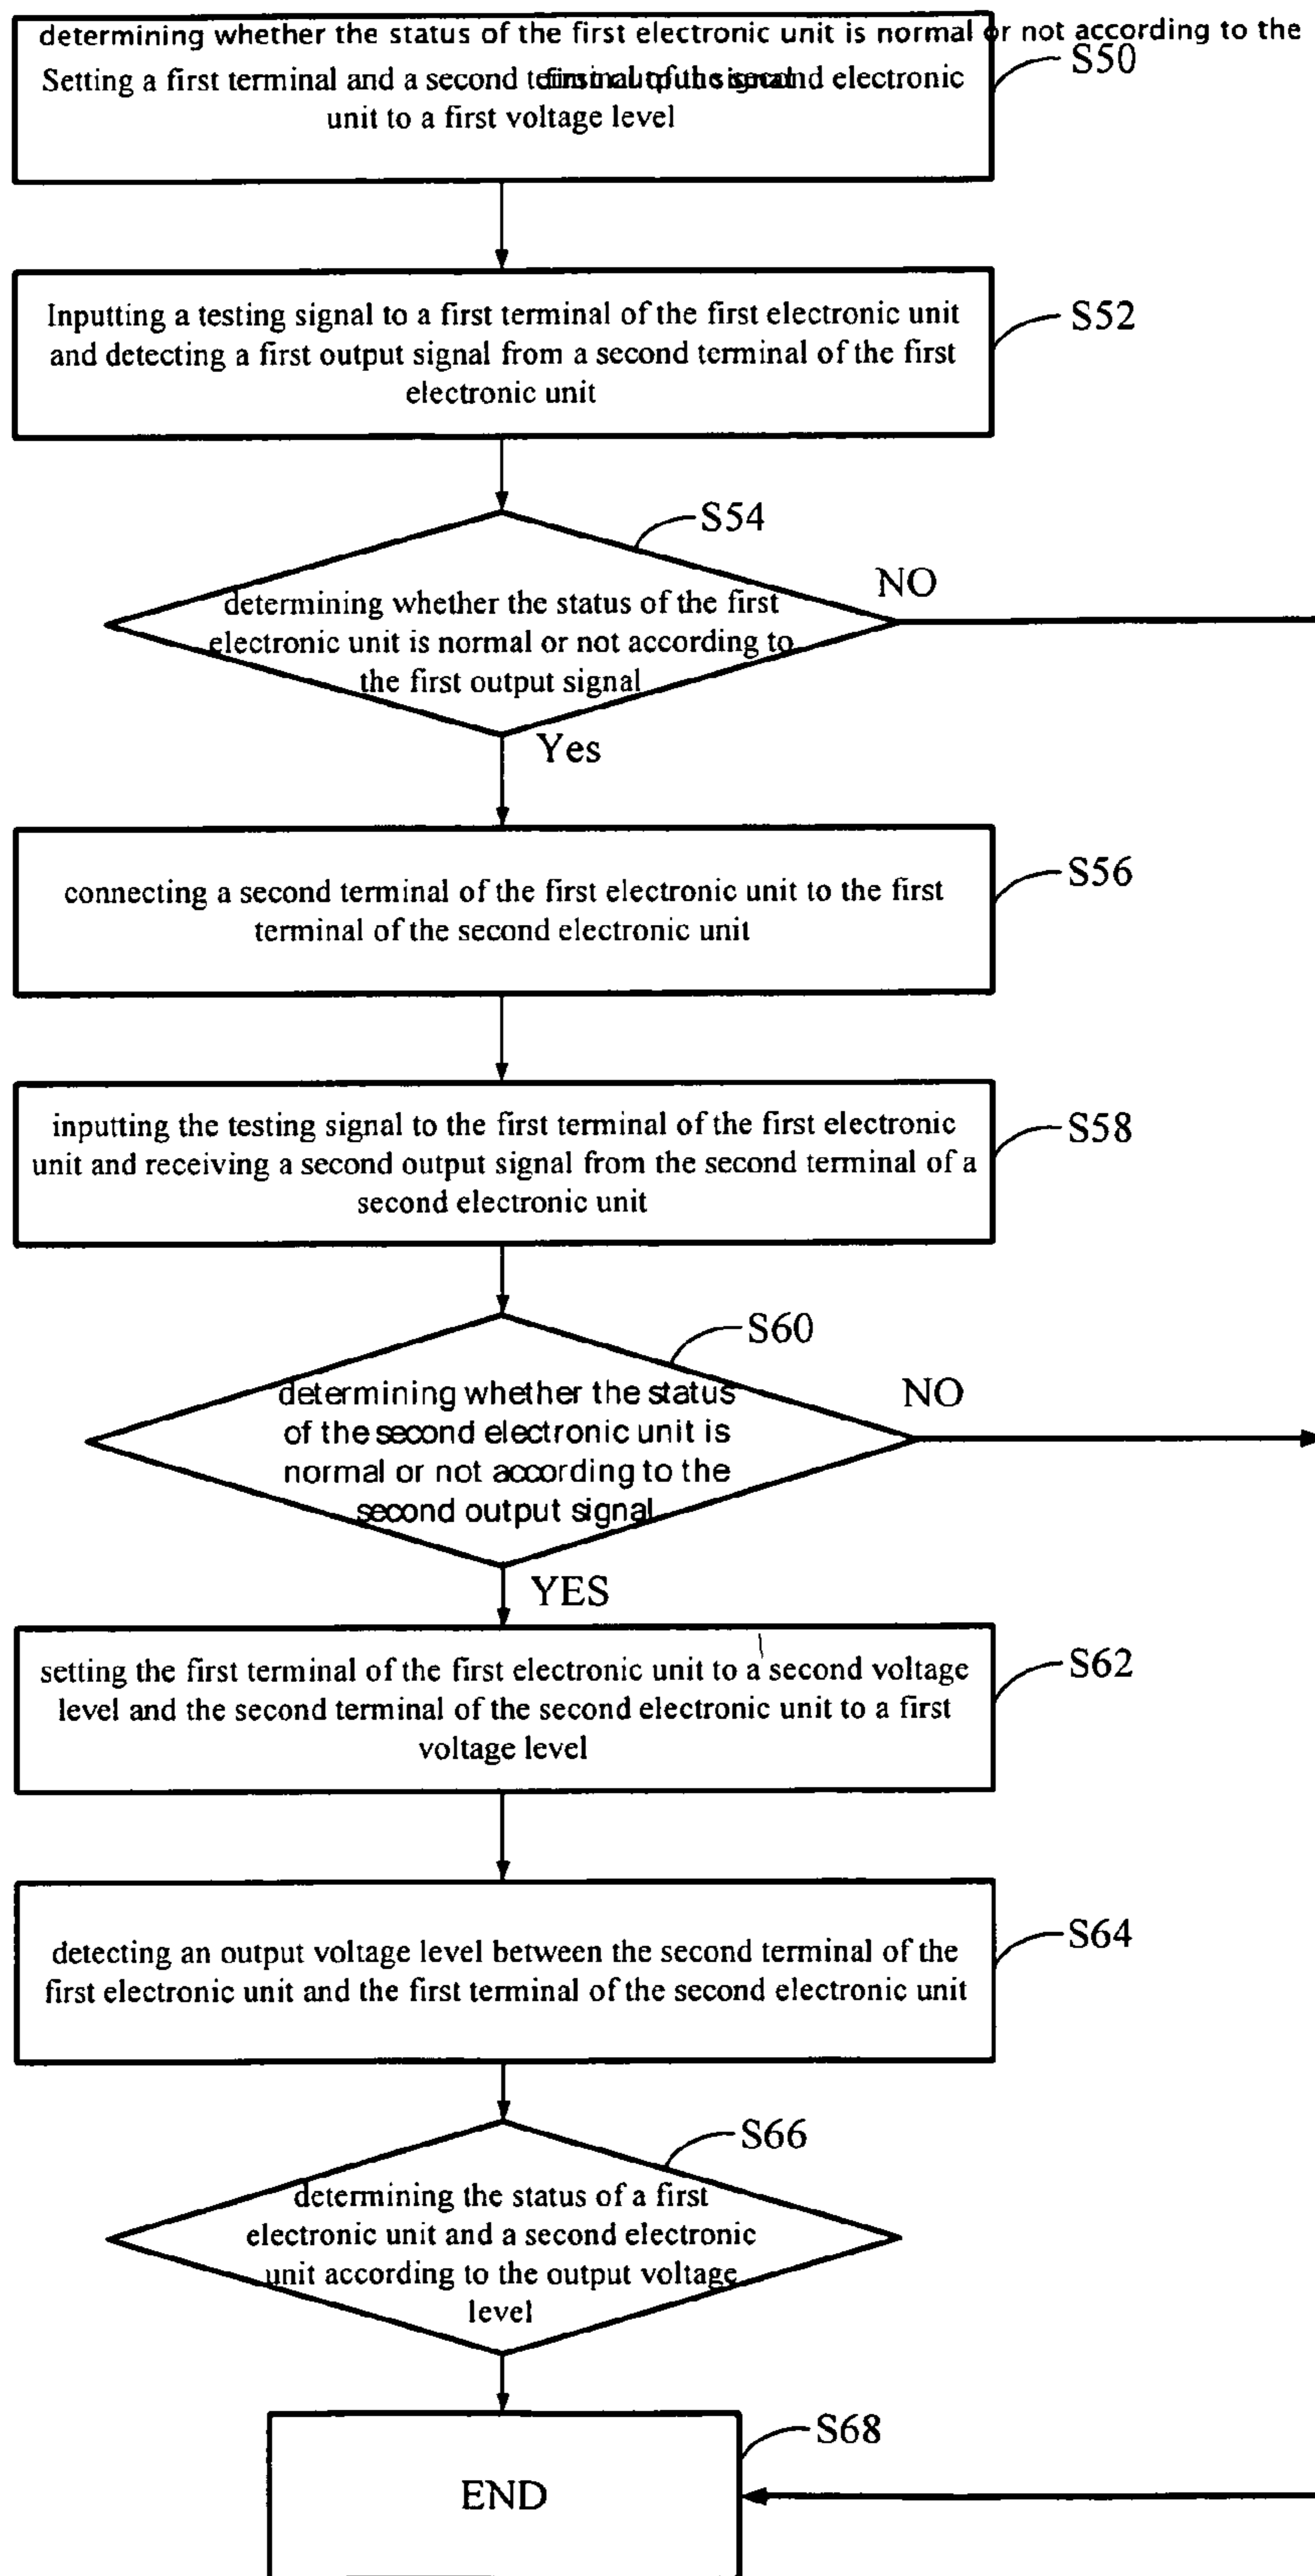 determining whether the status of the first electronic unit is normal or not according to the
first output signal
Setting a first terminal and a second terminal of the second electronic
unit to a first voltage level
S50
Inputting a testing signal to a first terminal of the first electronic unit
and detecting a first output signal from a second terminal of the first
electronic unit
S52
S54
determining whether the status of the first
electronic unit is normal or not according to
the first output signal
NO
Yes
connecting a second terminal of the first electronic unit to the first
terminal of the second electronic unit
S56
inputting the testing signal to the first terminal of the first electronic
unit and receiving a second output signal from the second terminal of a
second electronic unit
S58
S60
determining whether the status
of the second electronic unit is
normal or not according to the
second output signal
NO
YES
setting the first terminal of the first electronic unit to a second voltage
level and the second terminal of the second electronic unit to a first
voltage level
S62
detecting an output voltage level between the second terminal of the
first electronic unit and the first terminal of the second electronic unit
S64
S66
determining the status of a first
electronic unit and a second electronic
unit according to the output voltage
level
S68
END